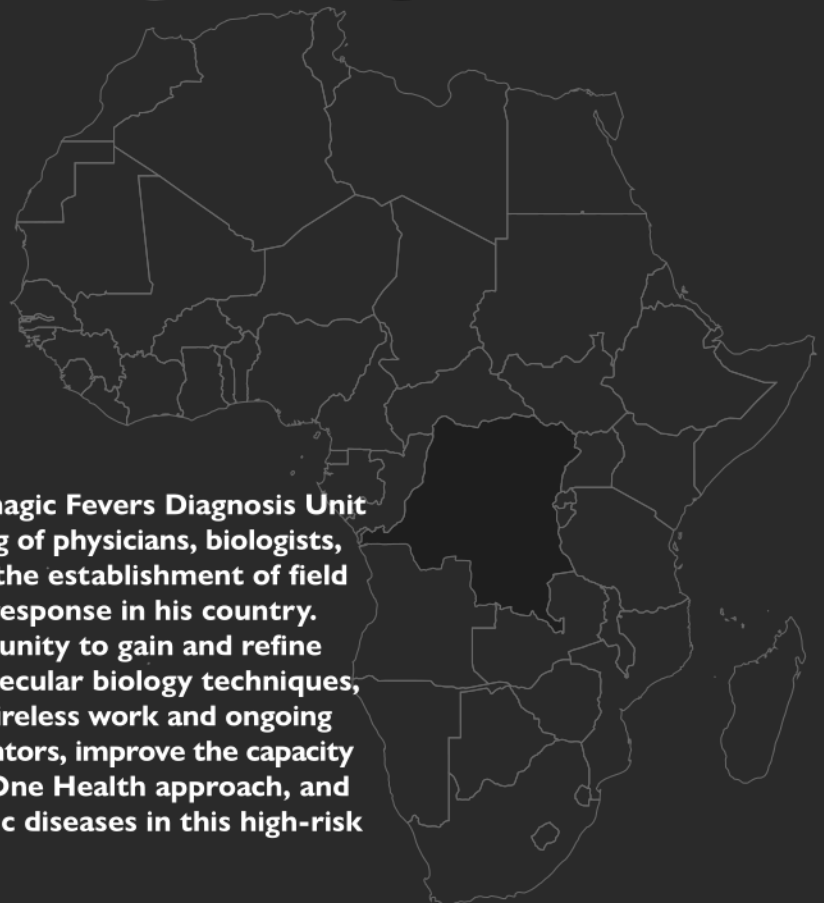 agic Fevers Diagnosis Unit
g of physicians, biologists,
the establishment of field
esponse in his country.
unity to gain and refine
ecular biology techniques,
ireless work and ongoing
ntors, improve the capacity
One Health approach, and
c diseases in this high-risk